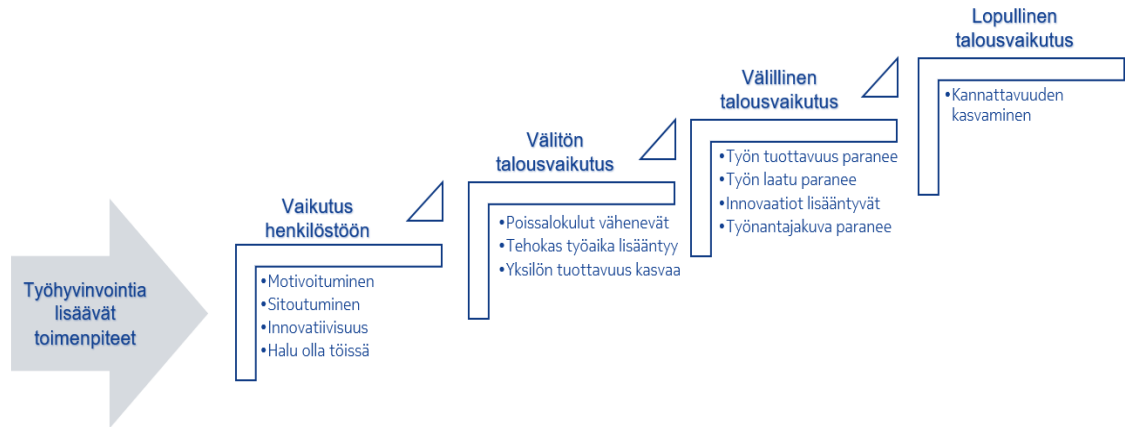 Työhyvinvointia
lisäävät
toimenpiteet
Vaikutus
henkilöstöön
•Motivoituminen
•Sitoutuminen
•Innovatiivisuus
•Halu olla töissä
Välitön
talousvaikutus
•Poissalokulut vähenevät
•Tehokas työaika lisääntyy
•Yksilön tuottavuus kasvaa
Välillinen
talousvaikutus
•Työn tuottavuus paranee
•Työn laatu paranee
•Innovaatiot lisääntyvät
•Työnantajakuva paranee
Lopullinen
talousvaikutus
•Kannattavuuden
kasvaminen